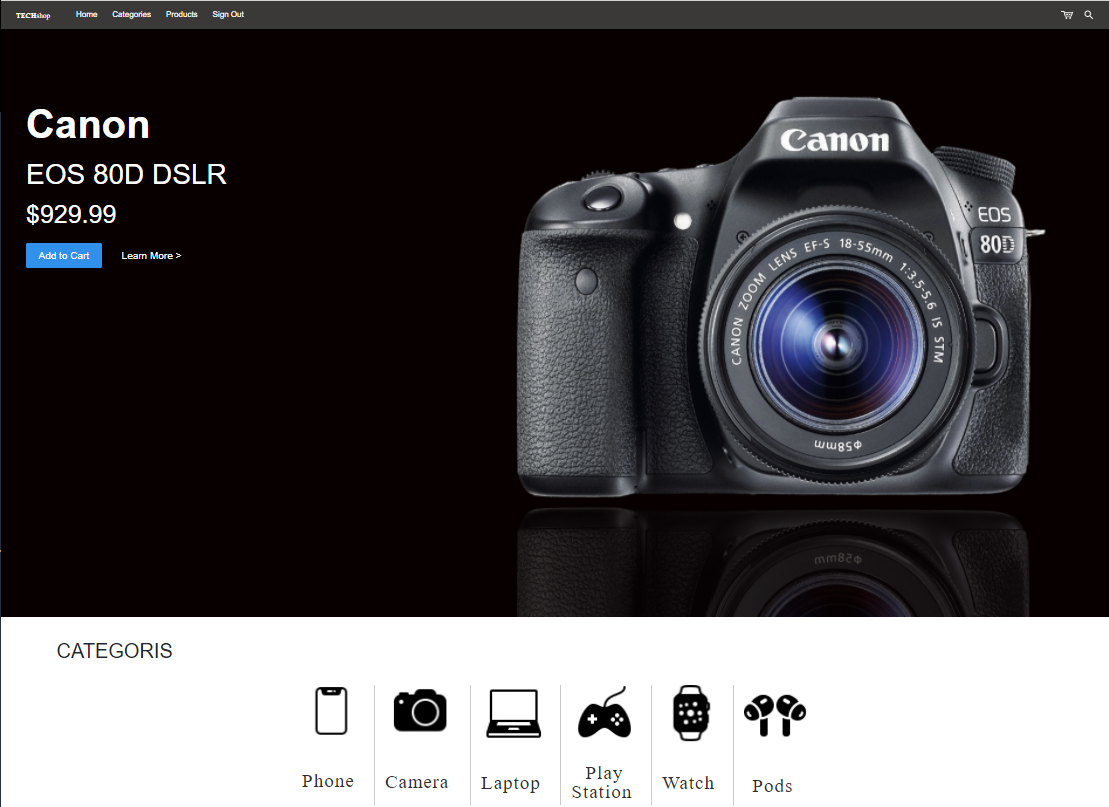 TECHshop Home Categories Products Sign Out
Canon
EOS 80D DSLR
$929.99
Add to Cart Learn More >
Canon
EOS
80D
CANON ZOOM LENS EF-S 18-55mm 1:3.5-5.6 IS STM
φ58mm
φ58mm
CATEGORIS
Phone
Camera
Laptop
Play
Station
Watch
Pods